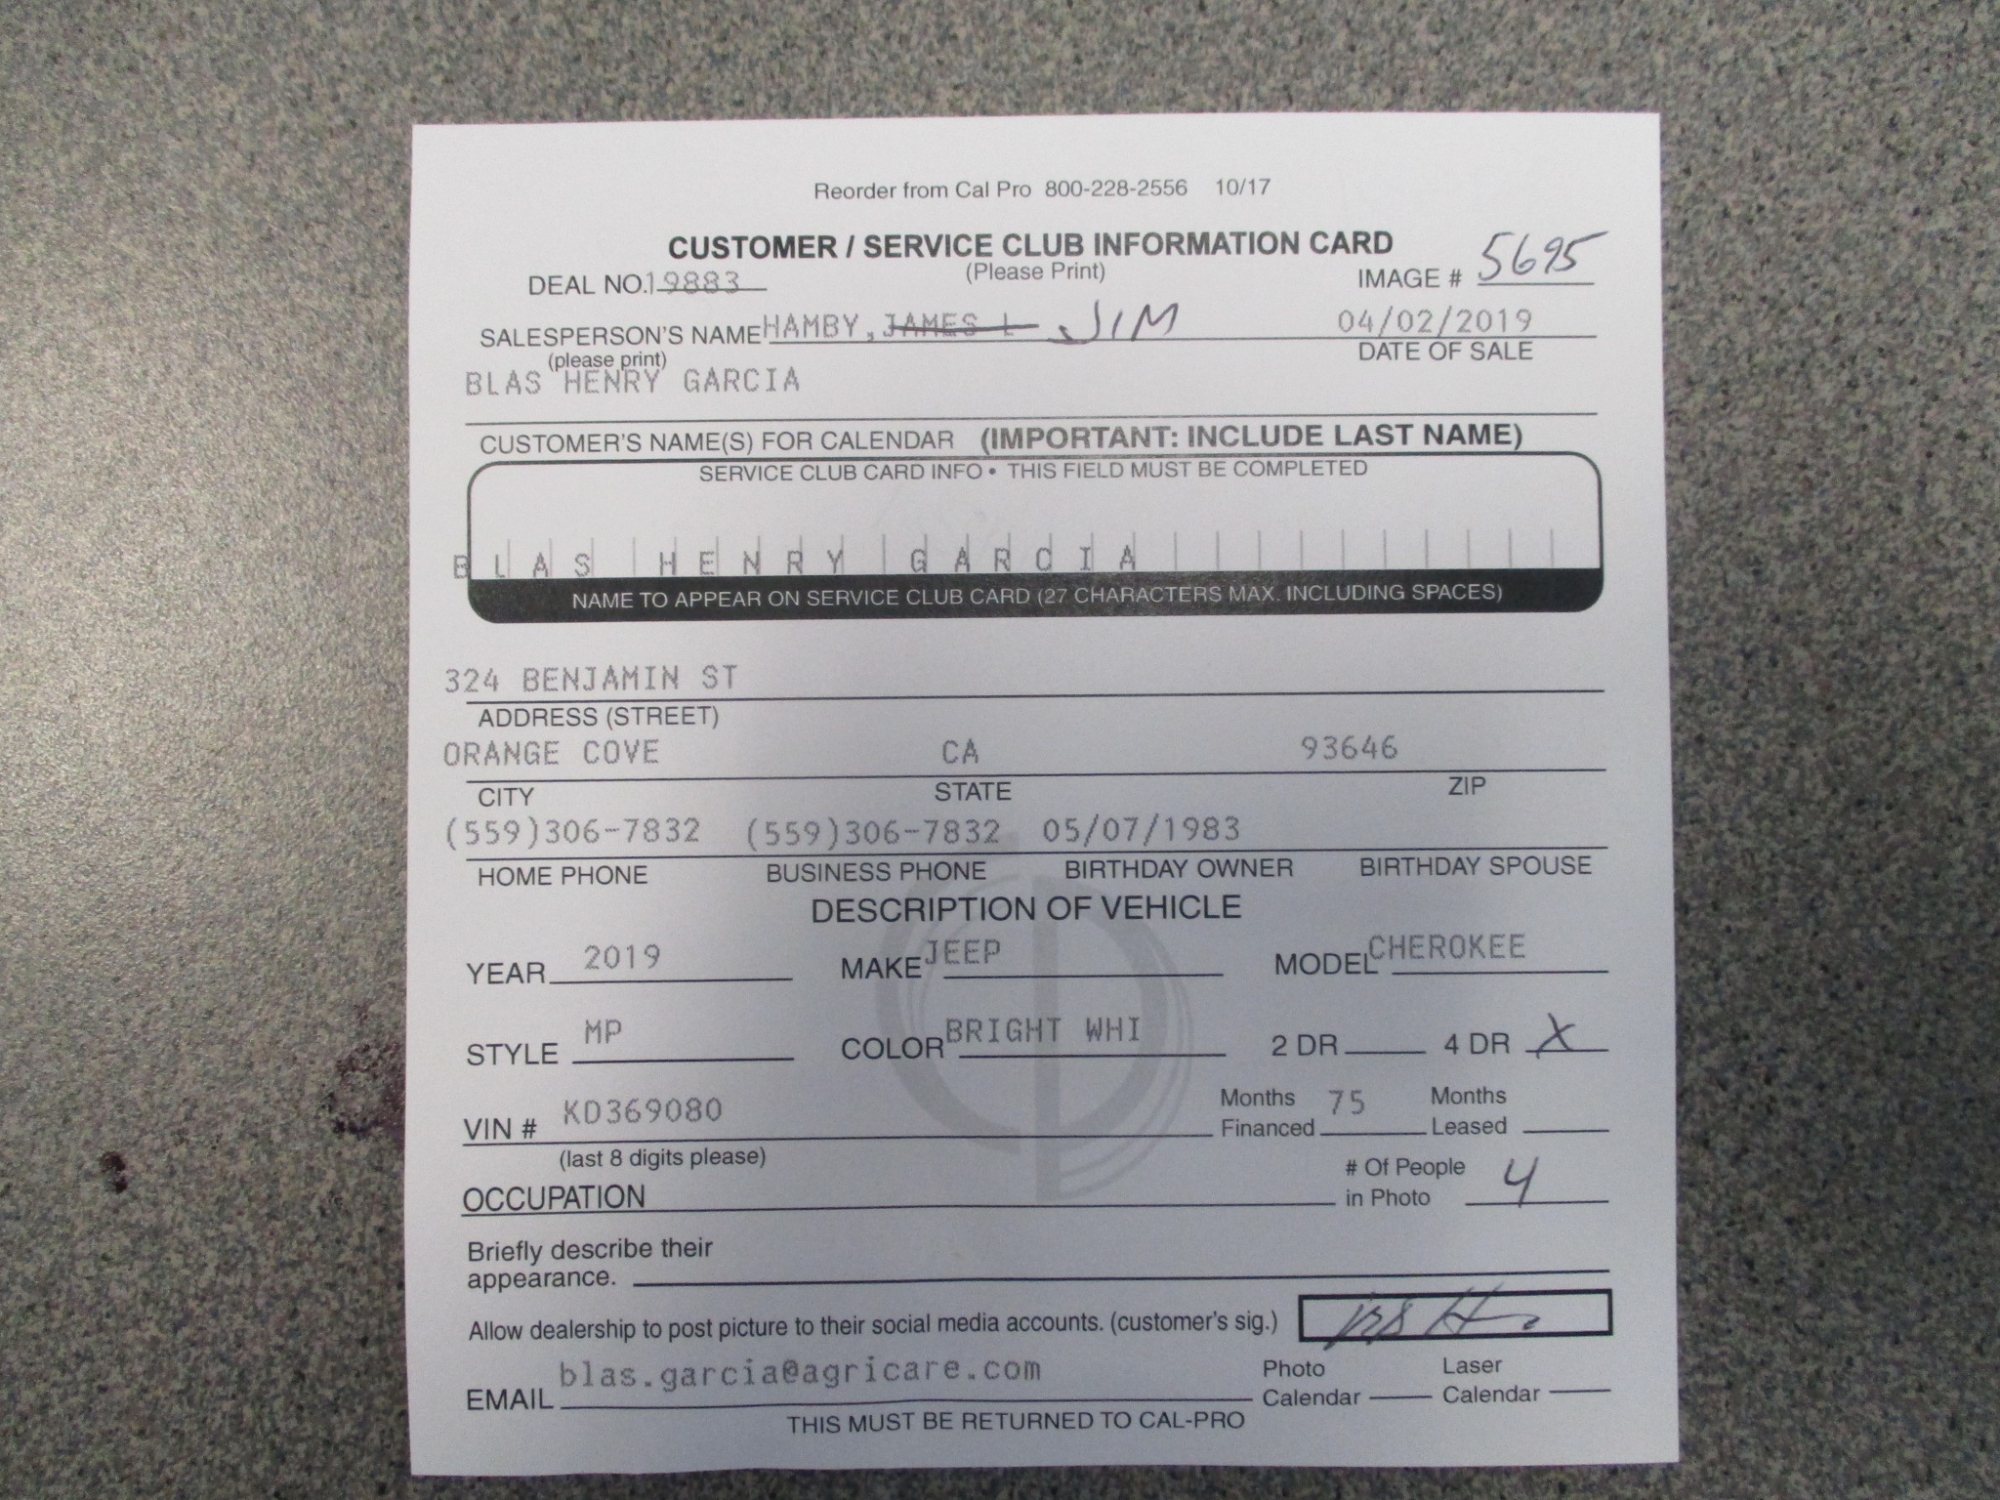 Reorder from Cal Pro 800-228-2556 10/17
CUSTOMER / SERVICE CLUB INFORMATION CARD
(Please Print)
DEAL NO. 19883 IMAGE # 5695
SALESPERSON'S NAME HAMBY, JAMES L JIM 04/02/2019
(please print) DATE OF SALE
BLAS HENRY GARCIA
CUSTOMER'S NAME(S) FOR CALENDAR (IMPORTANT: INCLUDE LAST NAME)
SERVICE CLUB CARD INFO • THIS FIELD MUST BE COMPLETED
BLAS HENRY GARCIA
NAME TO APPEAR ON SERVICE CLUB CARD (27 CHARACTERS MAX. INCLUDING SPACES)
324 BENJAMIN ST
ADDRESS (STREET)
ORANGE COVE CA 93646
CITY STATE ZIP
(559)306-7832 (559)306-7832 05/07/1983
HOME PHONE BUSINESS PHONE BIRTHDAY OWNER BIRTHDAY SPOUSE
DESCRIPTION OF VEHICLE
YEAR 2019 MAKE JEEP MODEL CHEROKEE
STYLE MP COLOR BRIGHT WHI 2 DR 4 DR X
VIN # KD369080 Months Financed 75 Months Leased
(last 8 digits please)
OCCUPATION # Of People in Photo 4
Briefly describe their
appearance.
Allow dealership to post picture to their social media accounts. (customer's sig.)
EMAIL blas.garcia@agricare.com Photo Calendar Laser Calendar
THIS MUST BE RETURNED TO CAL-PRO